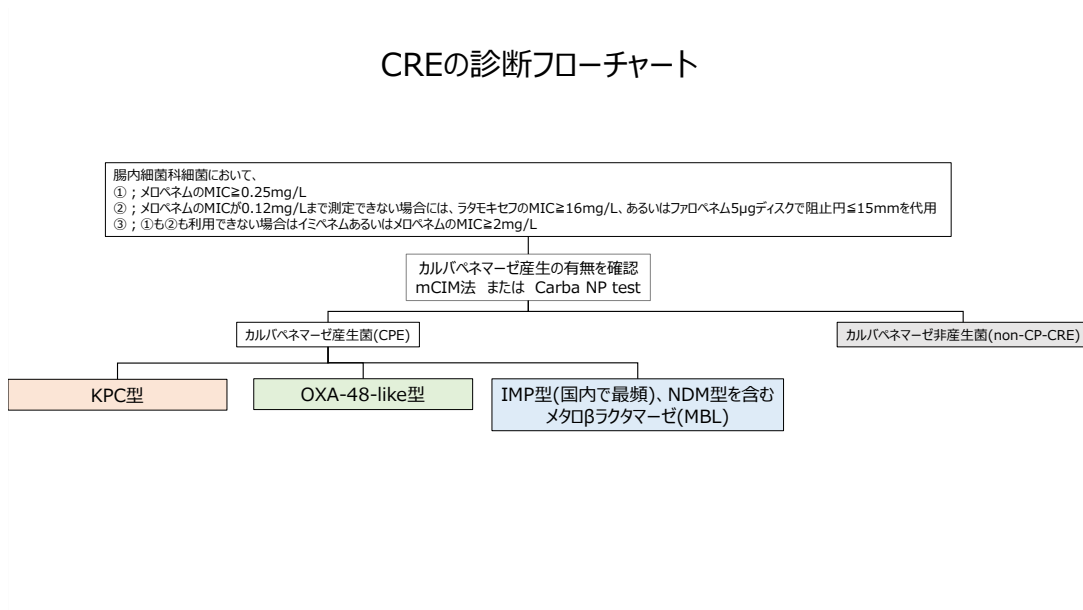 CREの診断フローチャート
腸内細菌科細菌において、
①；メロペネムのMIC≧0.25mg/L
②；メロペネムのMICが0.12mg/Lまで測定できない場合には、ラタモキセフのMIC≧16mg/L、あるいはファロペネム5μgディスクで阻止円≦15mmを代用
③；①も②も利用できない場合はイミペネムあるいはメロペネムのMIC≧2mg/L
カルバペネマーゼ産生の有無を確認
mCIM法 または Carba NP test
カルバペネマーゼ産生菌(CPE)
カルバペネマーゼ非産生菌(non-CP-CRE)
KPC型
OXA-48-like型
IMP型(国内で最頻)、NDM型を含む
メタロβラクタマーゼ(MBL)